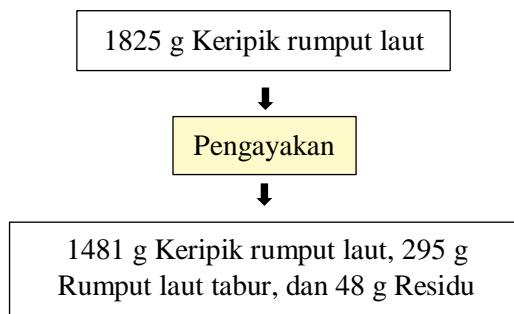 1825 g Keripik rumput laut
Pengayakan
1481 g Keripik rumput laut, 295 g
Rumput laut tabur, dan 48 g Residu